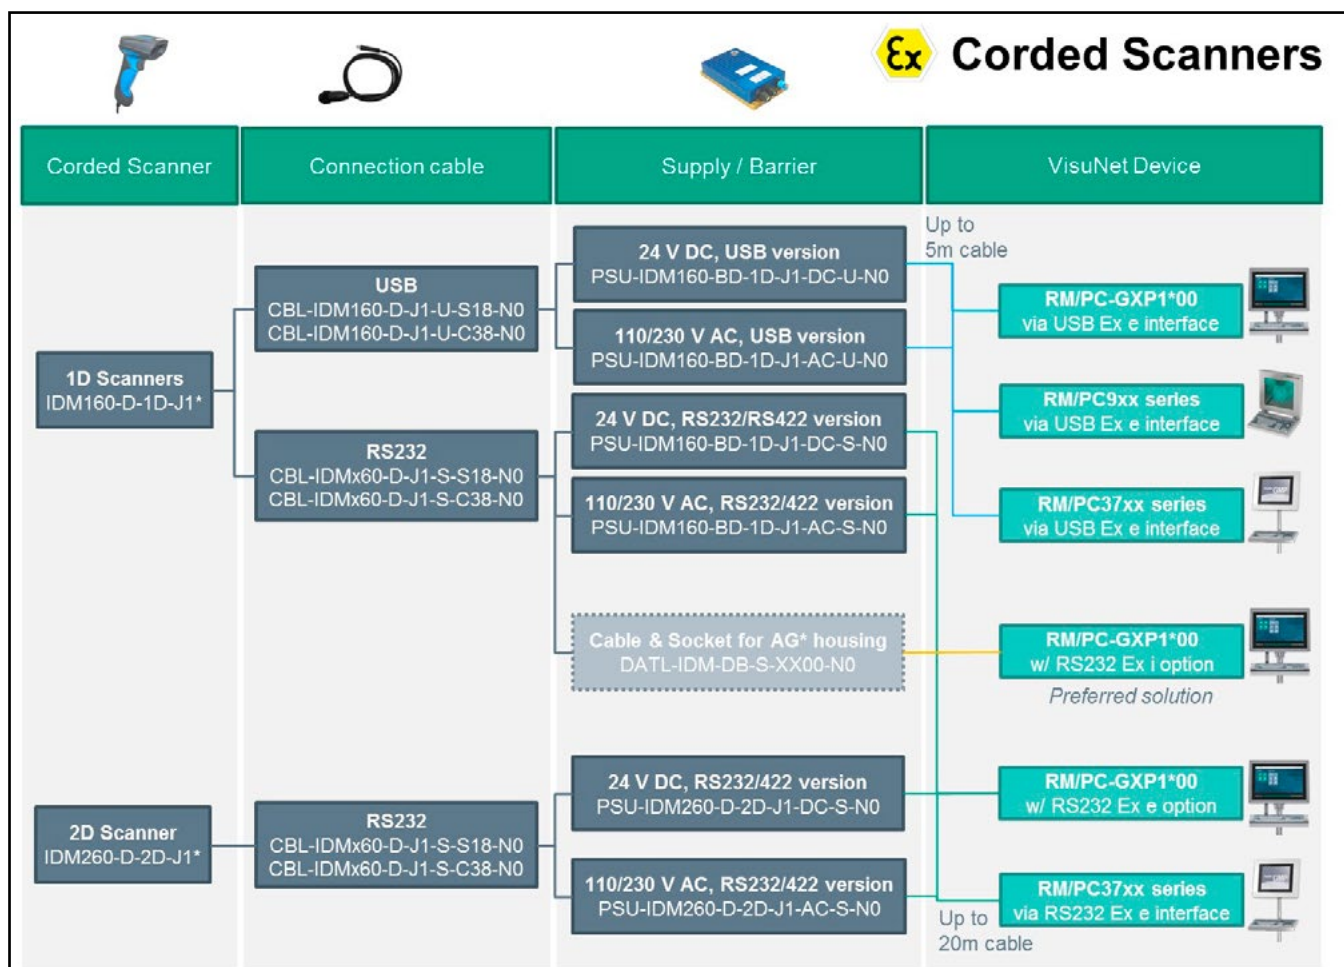 Ex Corded Scanners
Corded Scanner
Connection cable
Supply / Barrier
VisuNet Device
1D Scanners
IDM160-D-1D-J1*
2D Scanner
IDM260-D-2D-J1*
USB
CBL-IDM160-D-J1-U-S18-N0
CBL-IDM160-D-J1-U-C38-N0
RS232
CBL-IDMx60-D-J1-S-S18-N0
CBL-IDMx60-D-J1-S-C38-N0
RS232
CBL-IDMx60-D-J1-S-S18-N0
CBL-IDMx60-D-J1-S-C38-N0
24 V DC, USB version
PSU-IDM160-BD-1D-J1-DC-U-N0
110/230 V AC, USB version
PSU-IDM160-BD-1D-J1-AC-U-N0
24 V DC, RS232/RS422 version
PSU-IDM160-BD-1D-J1-DC-S-N0
110/230 V AC, RS232/422 version
PSU-IDM160-BD-1D-J1-AC-S-N0
Cable & Socket for AG* housing
DATL-IDM-DB-S-XX00-N0
24 V DC, RS232/422 version
PSU-IDM260-D-2D-J1-DC-S-N0
110/230 V AC, RS232/422 version
PSU-IDM260-D-2D-J1-AC-S-N0
Up to
5m cable
RM/PC-GXP1*00
via USB Ex e interface
RM/PC9xx series
via USB Ex e interface
RM/PC37xx series
via USB Ex e interface
RM/PC-GXP1*00
w/ RS232 Ex i option
Preferred solution
RM/PC-GXP1*00
w/ RS232 Ex e option
RM/PC37xx series
via RS232 Ex e interface
Up to
20m cable